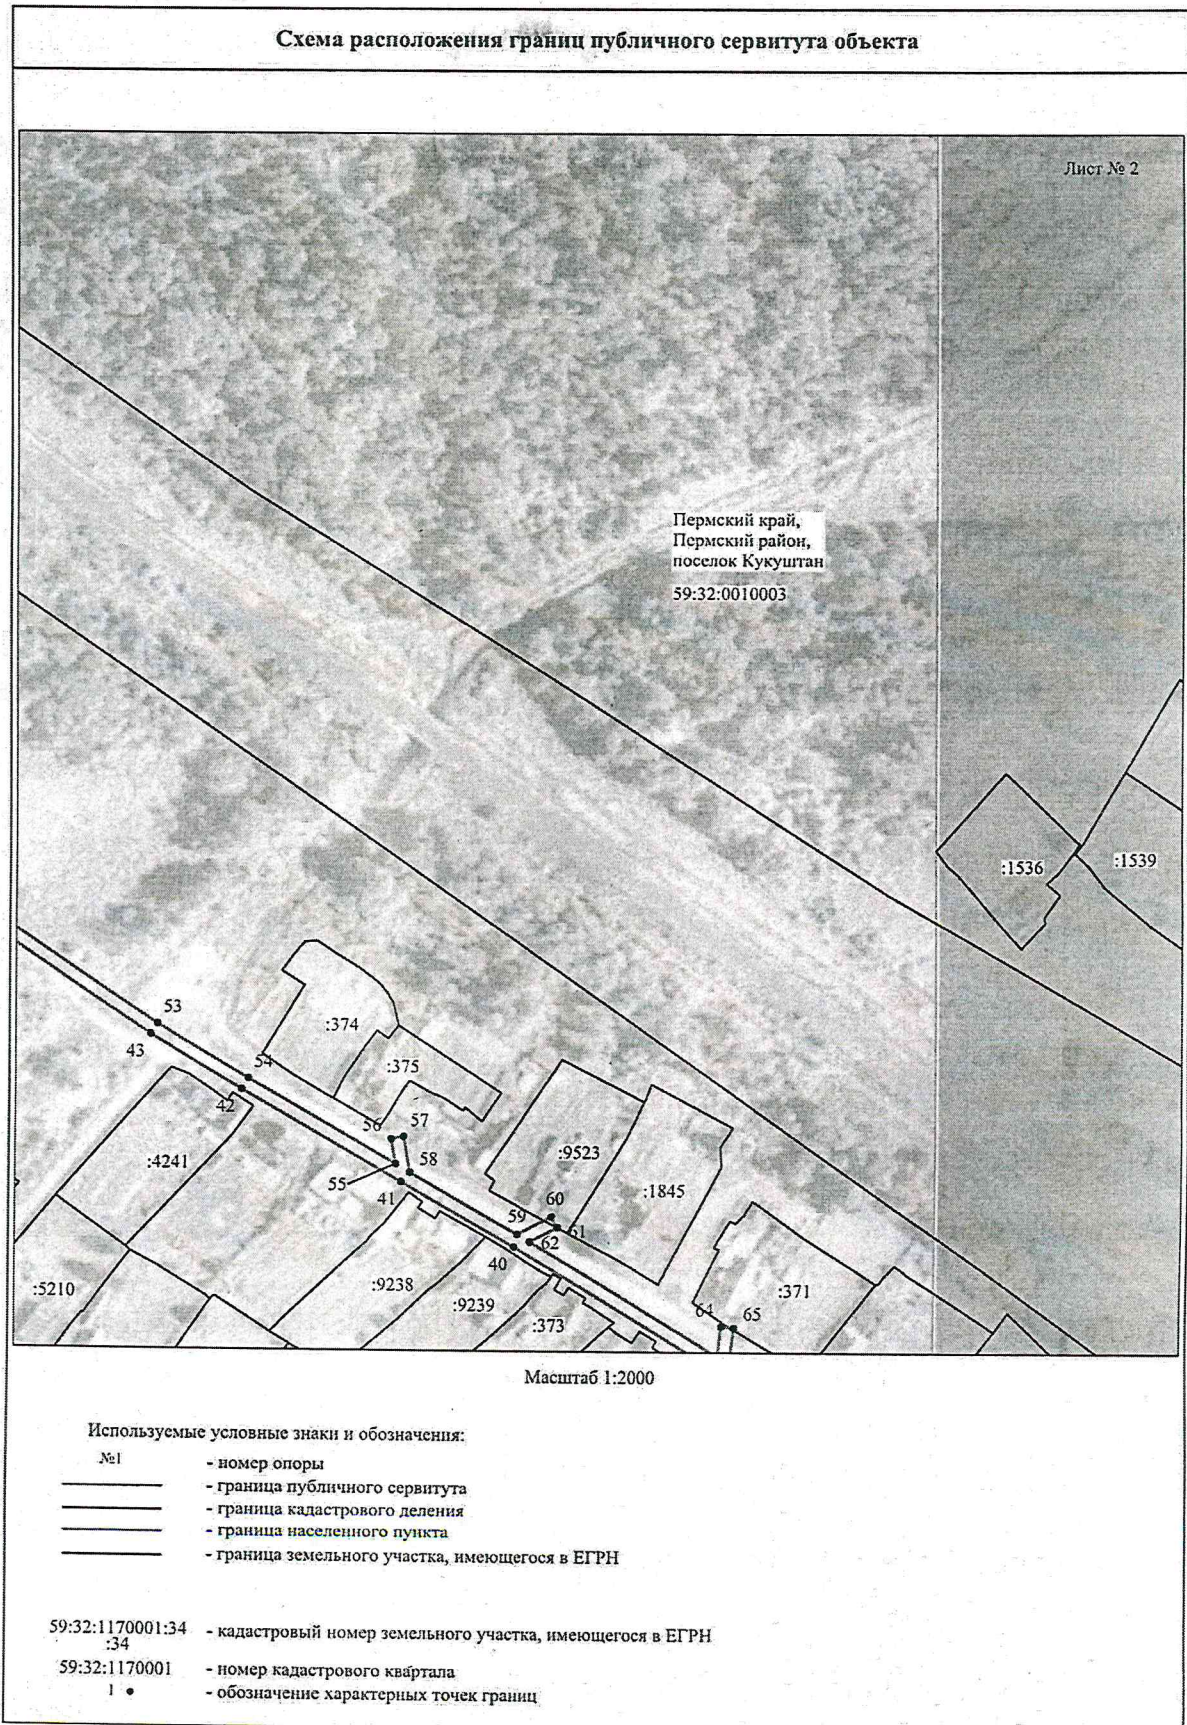 Схема расположения границ публичного сервитута объекта
Лист № 2
Пермский край,
Пермский район,
поселок Кукуштан
59:32:0010003
:1536
:1539
53
43
:374
54
:375
42
56
57
:4241
58
:9523
55
41
:1845
60
59
61
62
40
:5210
:9238
:9239
:371
:373
64
65
Масштаб 1:2000
Используемые условные знаки и обозначения:
№1 - номер опоры
- граница публичного сервитута
- граница кадастрового деления
- граница населенного пункта
- граница земельного участка, имеющегося в ЕГРН
59:32:1170001:34 - кадастровый номер земельного участка, имеющегося в ЕГРН
:34
59:32:1170001 - номер кадастрового квартала
1 - обозначение характерных точек границ